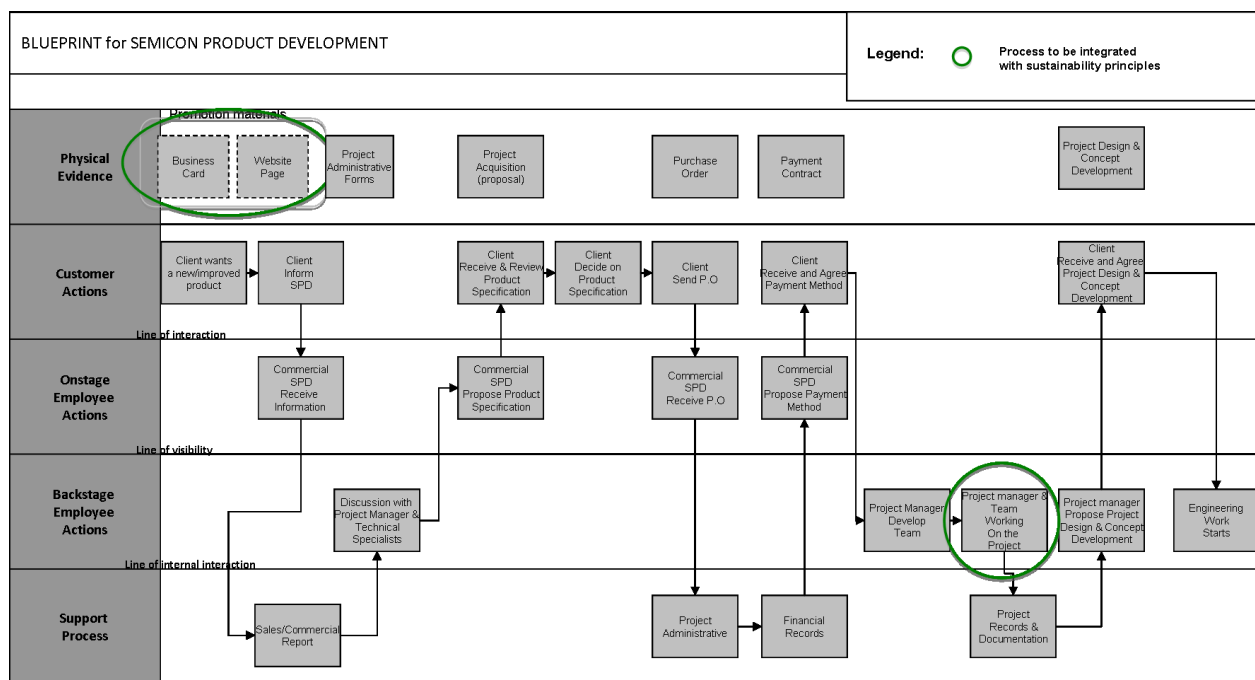 BLUEPRINT for SEMICON PRODUCT DEVELOPMENT
Legend:
Process to be integrated
with sustainability principles
Physical
Evidence
Promotion materials
Business
Card
Website
Page
Project
Administrative
Forms
Project
Acquisition
(proposal)
Purchase
Order
Payment
Contract
Project Design &
Concept
Development
Customer
Actions
Client wants
a new/improved
product
Client
Inform
SPD
Client
Receive & Review
Product
Specification
Client
Decide on
Product
Specification
Client
Send P.O
Client
Receive and Agree
Payment Method
Client
Receive and Agree
Project Design &
Concept
Development
Line of interaction
Onstage
Employee
Actions
Commercial
SPD
Receive
Information
Commercial
SPD
Propose Product
Specification
Commercial
SPD
Receive P.O
Commercial
SPD
Propose Payment
Method
Line of visibility
Backstage
Employee
Actions
Discussion with
Project Manager &
Technical
Specialists
Project Manager
Develop
Team
Project manager &
Team
Working
On the
Project
Project manager
Propose Project
Design & Concept
Development
Engineering
Work
Starts
Line of internal interaction
Support
Process
Sales/Commercial
Report
Project
Administrative
Financial
Records
Project
Records &
Documentation